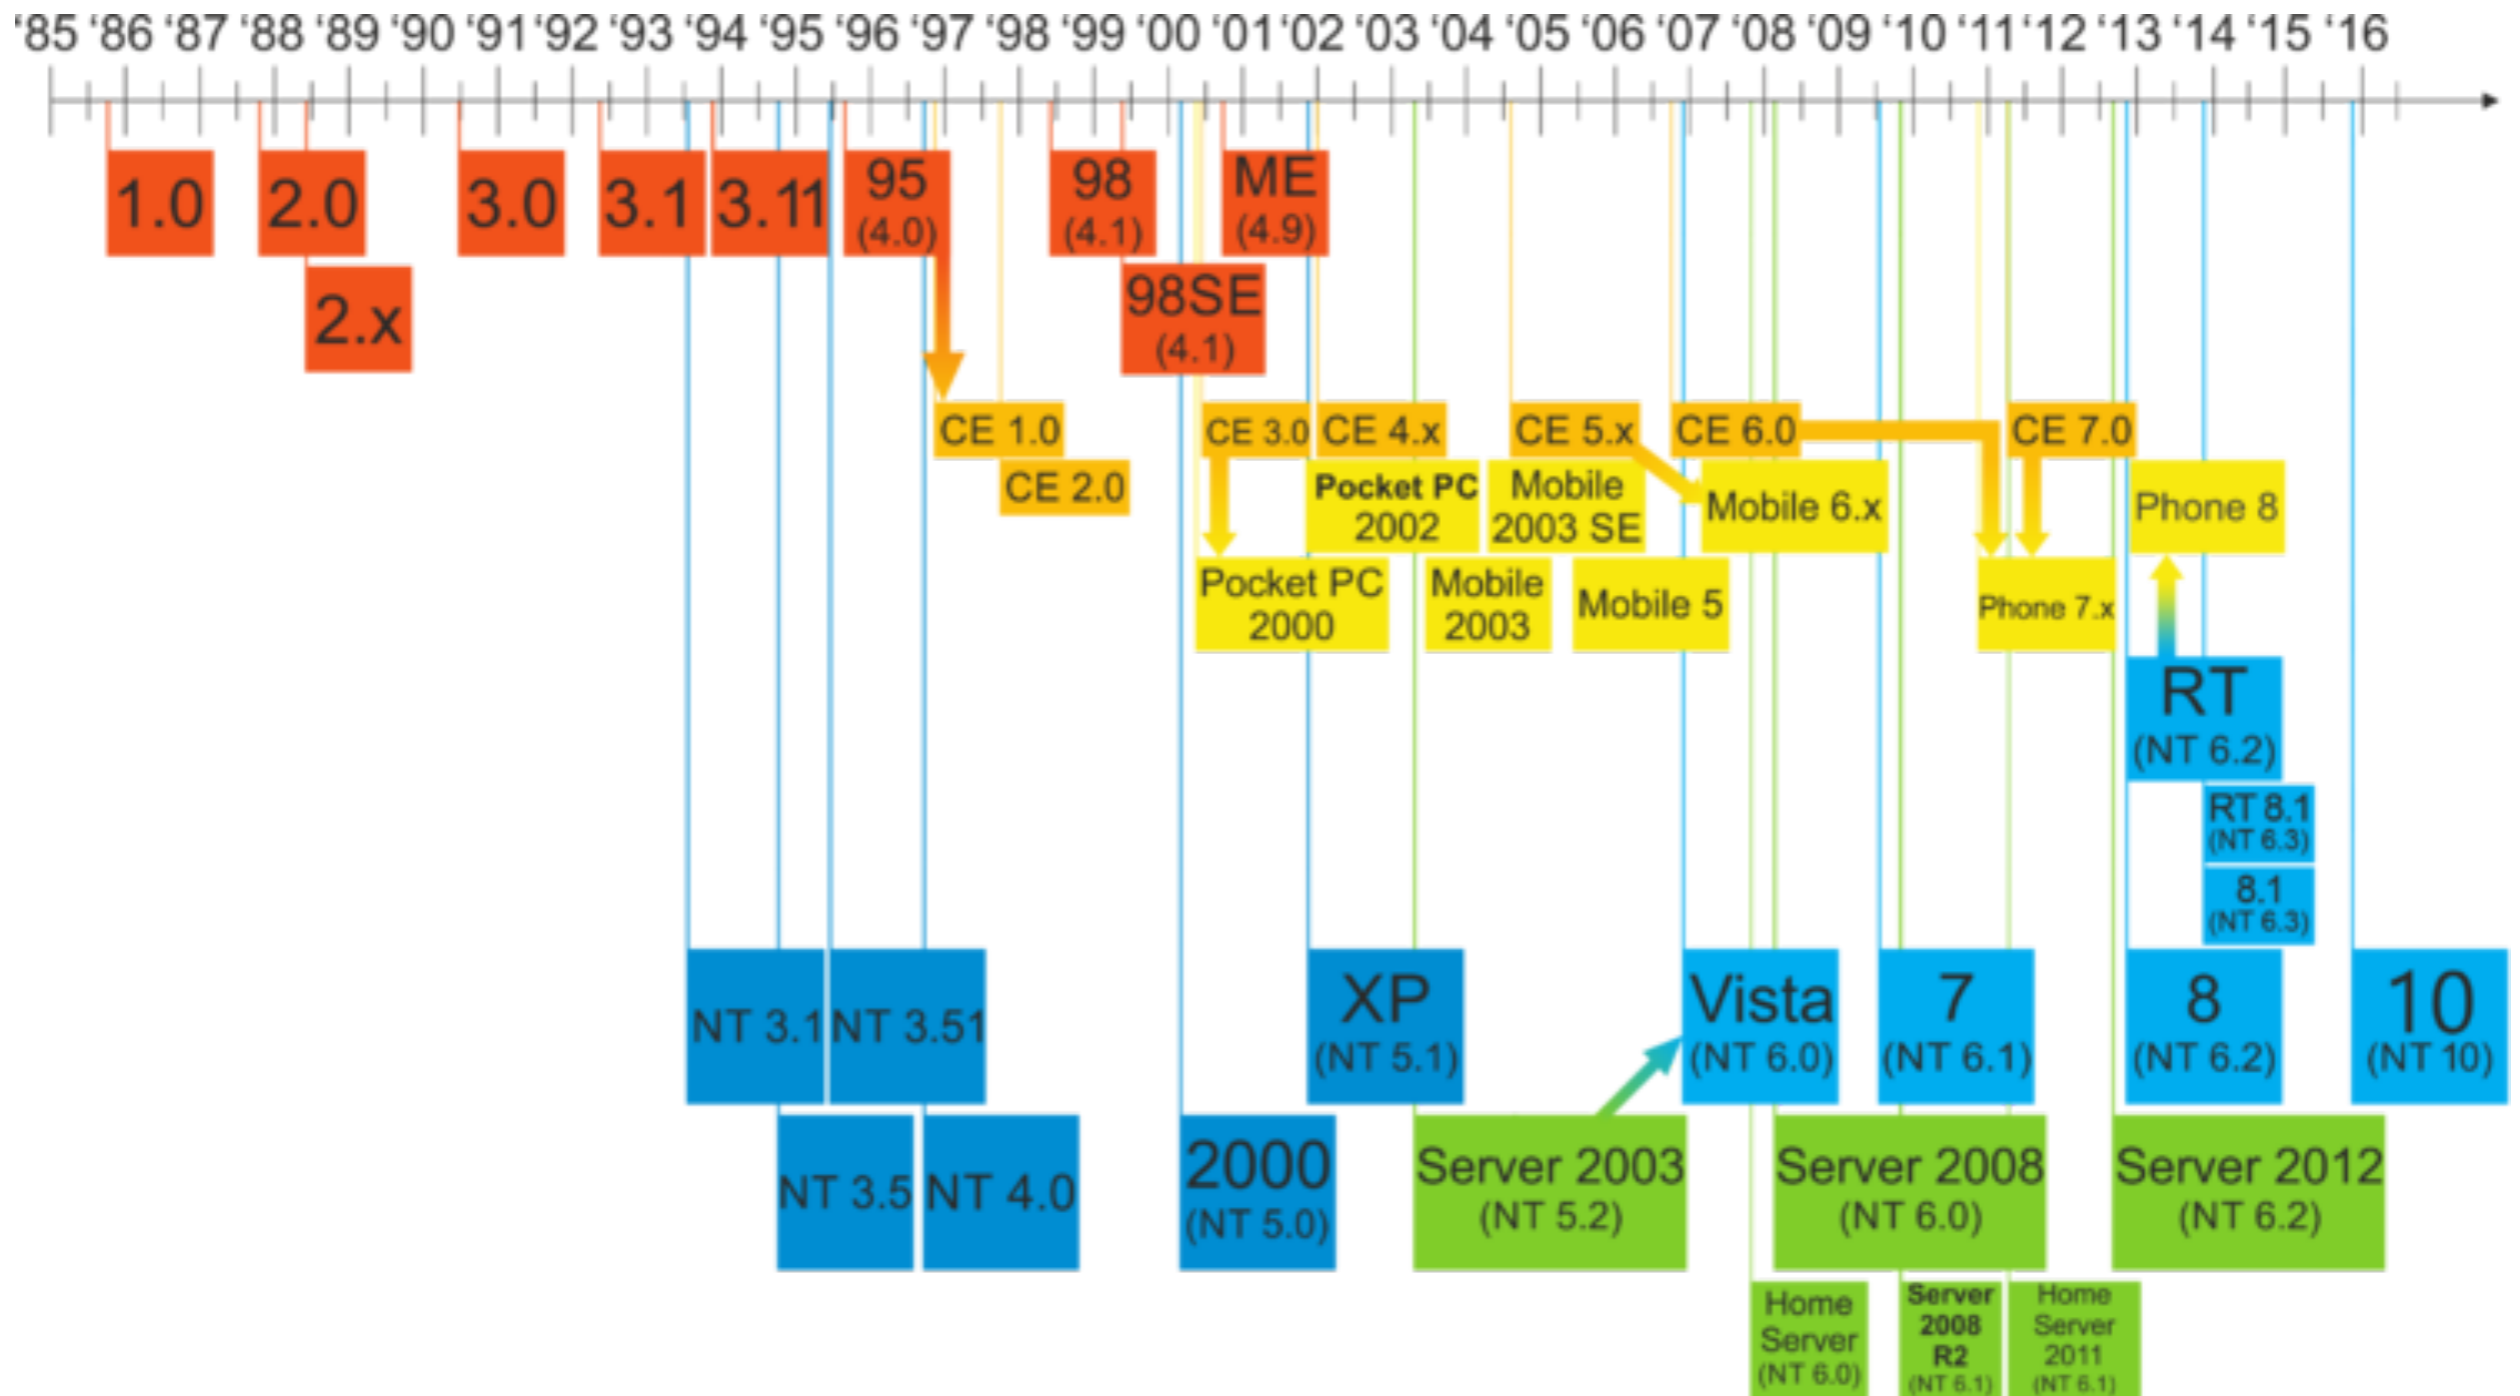 ‘85 ‘86 ‘87 ‘88 ‘89 ‘90 ‘91 ‘92 ‘93 ‘94 ‘95 ‘96 ‘97 ‘98 ‘99 ‘00 ‘01 ‘02 ‘03 ‘04 ‘05 ‘06 ‘07 ‘08 ‘09 ‘10 ‘11 ‘12 ‘13 ‘14 ‘15 ‘16
1.0
2.0
3.0
3.1
3.11
95
(4.0)
98
(4.1)
ME
(4.9)
2.x
98SE
(4.1)
CE 1.0
CE 3.0
CE 4.x
CE 5.x
CE 6.0
CE 7.0
CE 2.0
Pocket PC
2002
Mobile
2003 SE
Mobile 6.x
Phone 8
Pocket PC
2000
Mobile
2003
Mobile 5
Phone 7.x
RT
(NT 6.2)
RT 8.1
(NT 6.3)
8.1
(NT 6.3)
NT 3.1
NT 3.51
XP
(NT 5.1)
Vista
(NT 6.0)
7
(NT 6.1)
8
(NT 6.2)
10
(NT 10)
NT 3.5
NT 4.0
2000
(NT 5.0)
Server 2003
(NT 5.2)
Server 2008
(NT 6.0)
Server 2012
(NT 6.2)
Home
Server
(NT 6.0)
Server
2008
R2
(NT 6.1)
Home
Server
2011
(NT 6.1)